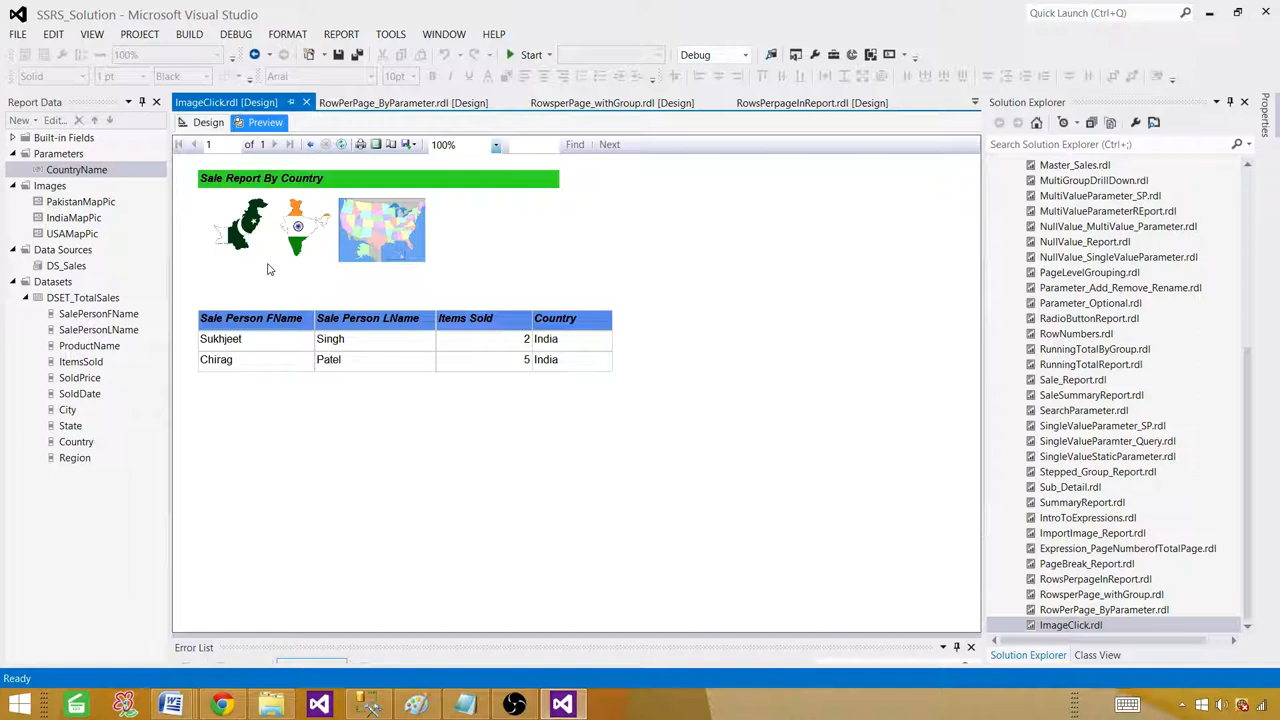 SSRS_Solution - Microsoft Visual Studio
Quick Launch (Ctrl+Q)
FILE EDIT VIEW PROJECT BUILD DEBUG FORMAT REPORT TOOLS WINDOW HELP
100% Start Debug
Solid 1 pt Black Arial 10pt
Report Data
ImageClick.rdl [Design] RowPerPage_ByParameter.rdl [Design] RowsperPage_withGroup.rdl [Design] RowsPerpageInReport.rdl [Design]
Solution Explorer
Properties
New Edit...
Design Preview
1 of 1 100% Find Next
Search Solution Explorer (Ctrl+;)
Built-in Fields
Parameters
CountryName
Images
PakistanMapPic
IndiaMapPic
USAMapPic
Data Sources
DS_Sales
Datasets
DSET_TotalSales
SalePersonFName
SalePersonLName
ProductName
ItemsSold
SoldPrice
SoldDate
City
State
Country
Region
Sale Report By Country
Sale Person FName Sale Person LName Items Sold Country
Sukhjeet Singh 2 India
Chirag Patel 5 India
Master_Sales.rdl
MultiGroupDrillDown.rdl
MultiValueParameter_SP.rdl
MultiValueParameterREport.rdl
NullValue_MultiValue_Parameter.rdl
NullValue_Report.rdl
NullValue_SingleValueParameter.rdl
PageLevelGrouping.rdl
Parameter_Add_Remove_Rename.rdl
Parameter_Optional.rdl
RadioButtonReport.rdl
RowNumbers.rdl
RunningTotalByGroup.rdl
RunningTotalReport.rdl
Sale_Report.rdl
SaleSummaryReport.rdl
SearchParameter.rdl
SingleValueParameter_SP.rdl
SingleValueParamter_Query.rdl
SingleValueStaticParameter.rdl
Stepped_Group_Report.rdl
Sub_Detail.rdl
SummaryReport.rdl
IntroToExpressions.rdl
ImportImage_Report.rdl
Expression_PageNumberofTotalPage.rdl
PageBreak_Report.rdl
RowsPerpageInReport.rdl
RowsperPage_withGroup.rdl
RowPerPage_ByParameter.rdl
ImageClick.rdl
Error List
Solution Explorer Class View
Ready